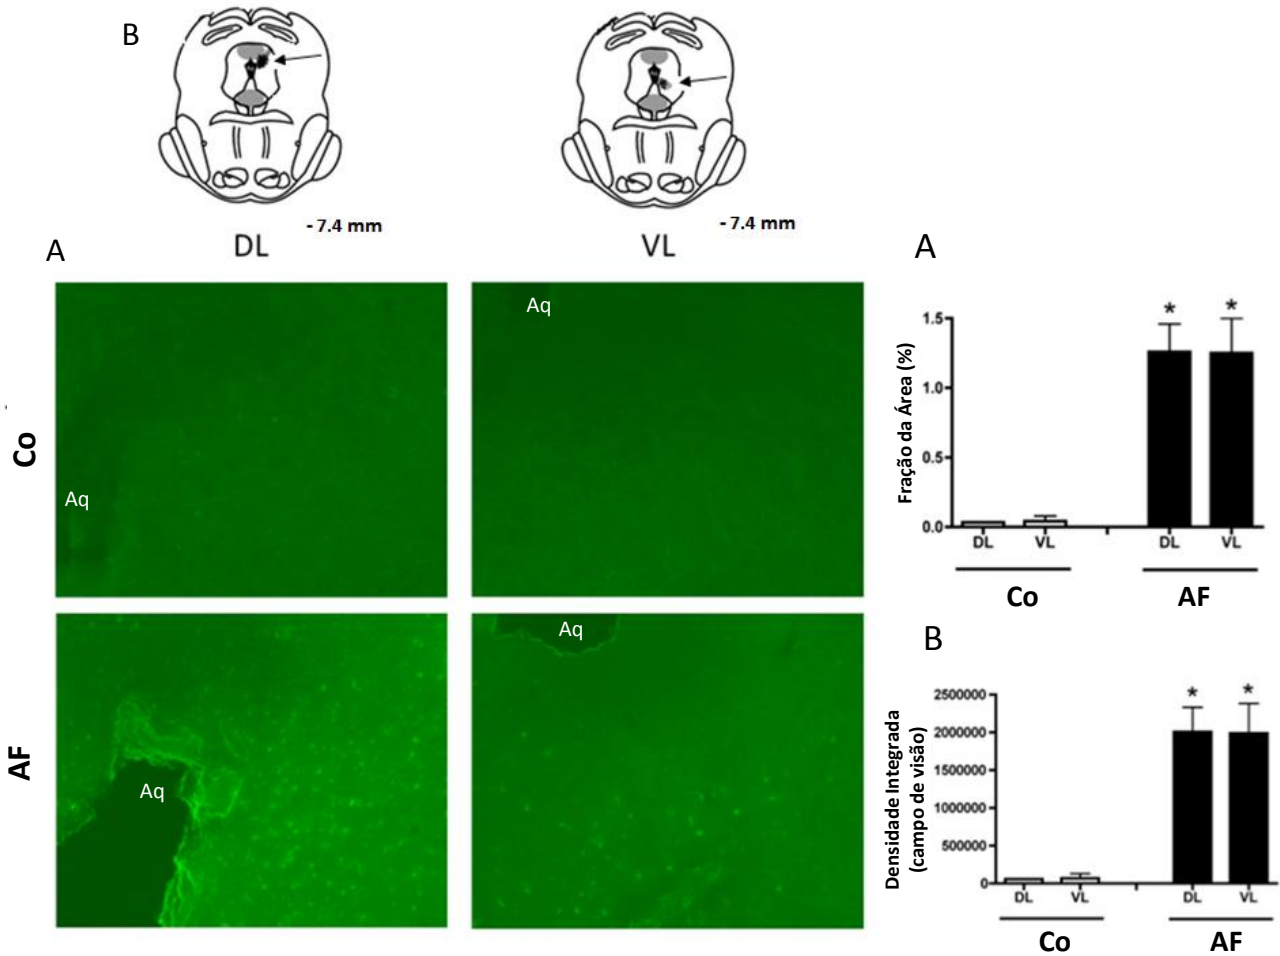 B
- 7.4 mm
- 7.4 mm
DL
VL
A
Co
Aq
Aq
AF
Aq
Aq
A
Fração da Área (%)
1.5
1.0
0.5
0.0
DL VL DL VL
Co AF
B
Densidade Integrada
(campo de visão)
2500000
2000000
1500000
1000000
500000
0
* *
* *
DL VL DL VL
Co AF